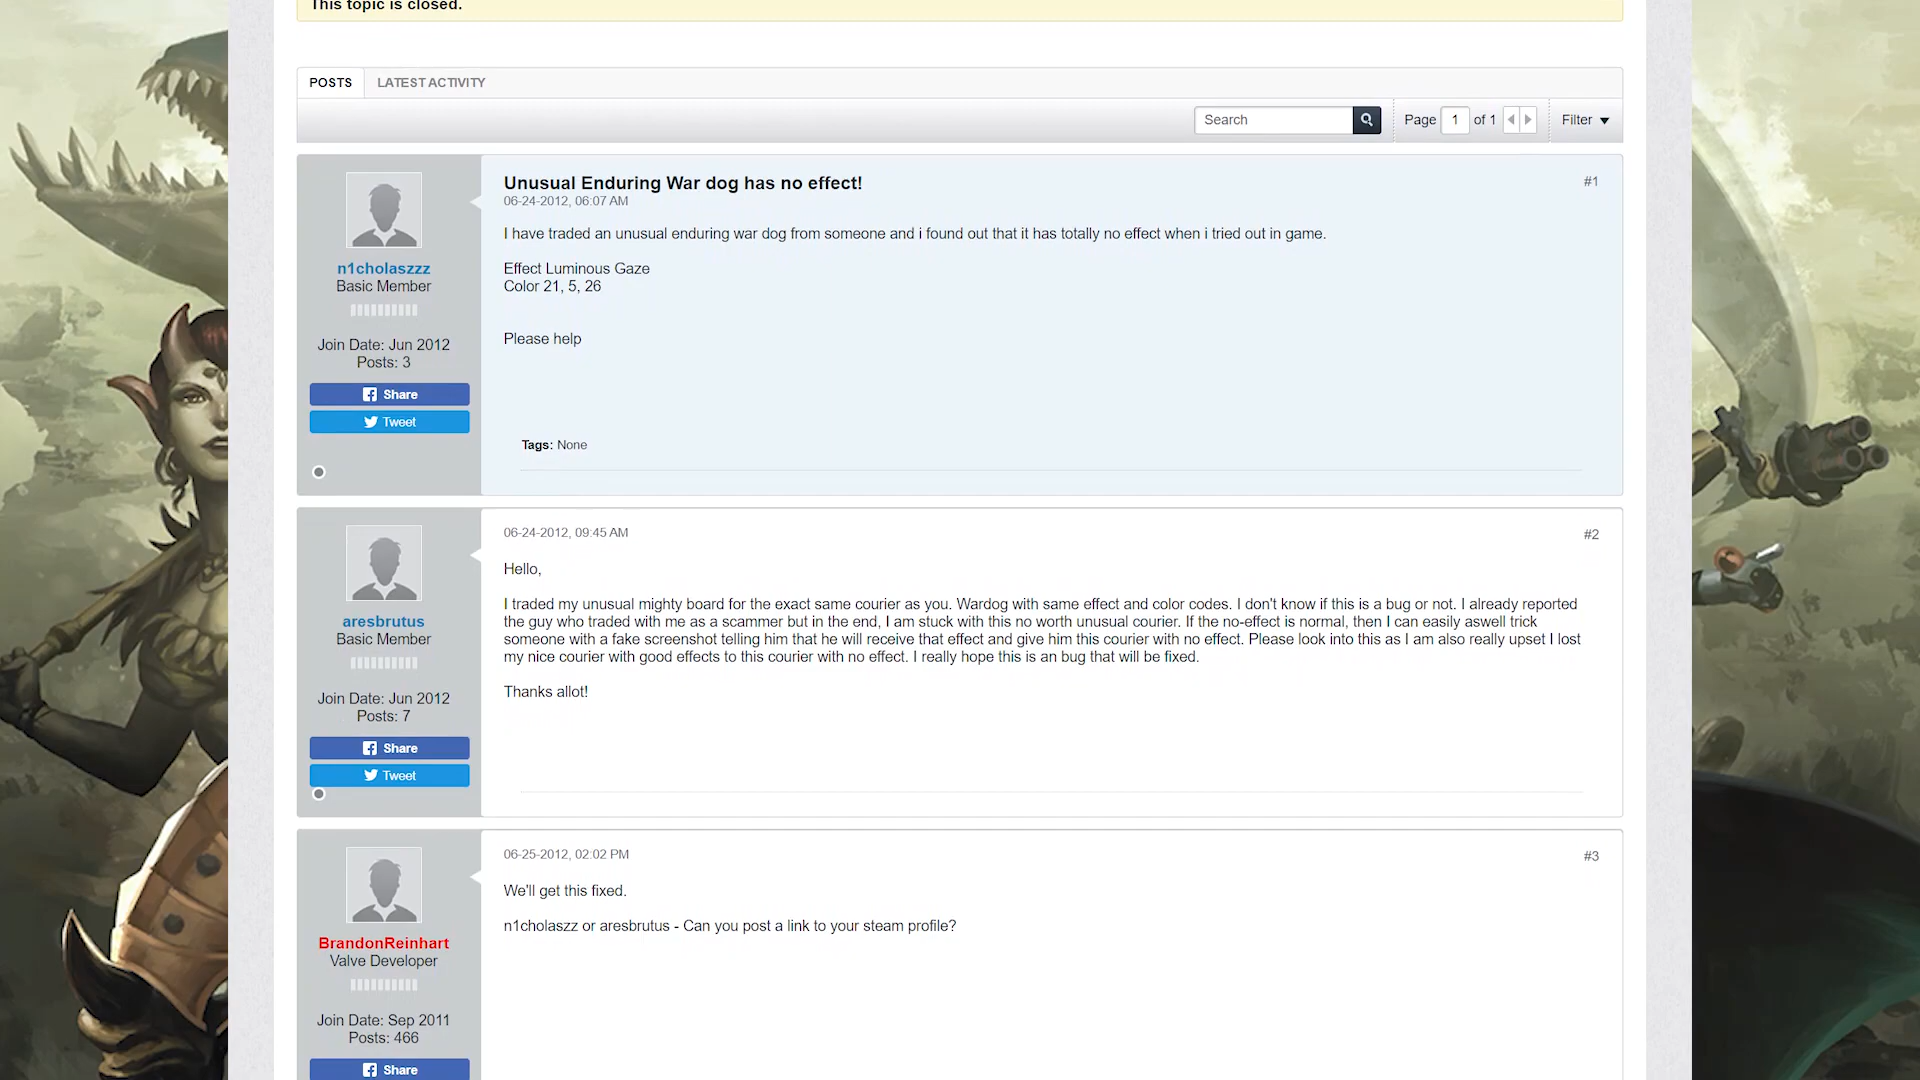 This topic is closed.
POSTS
LATEST ACTIVITY
Search
Page 1 of 1
Filter
Unusual Enduring War dog has no effect!
#1
06-24-2012, 06:07 AM
I have traded an unusual enduring war dog from someone and i found out that it has totally no effect when i tried out in game.
Effect Luminous Gaze
Color 21, 5, 26
Please help
Tags: None
n1cholaszzz
Basic Member
Join Date: Jun 2012
Posts: 3
Share
Tweet
06-24-2012, 09:45 AM
#2
Hello,
I traded my unusual mighty board for the exact same courier as you. Wardog with same effect and color codes. I don't know if this is a bug or not. I already reported
the guy who traded with me as a scammer but in the end, I am stuck with this no worth unusual courier. If the no-effect is normal, then I can easily aswell trick
someone with a fake screenshot telling him that he will receive that effect and give him this courier with no effect. Please look into this as I am also really upset I lost
my nice courier with good effects to this courier with no effect. I really hope this is an bug that will be fixed.
Thanks allot!
aresbrutus
Basic Member
Join Date: Jun 2012
Posts: 7
Share
Tweet
06-25-2012, 02:02 PM
#3
We'll get this fixed.
n1cholaszz or aresbrutus - Can you post a link to your steam profile?
BrandonReinhart
Valve Developer
Join Date: Sep 2011
Posts: 466
Share